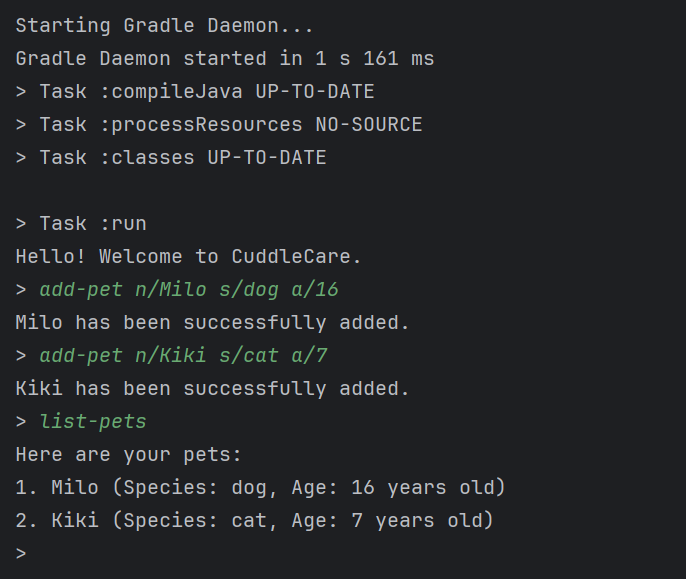 Starting Gradle Daemon...
Gradle Daemon started in 1 s 161 ms
> Task :compileJava UP-TO-DATE
> Task :processResources NO-SOURCE
> Task :classes UP-TO-DATE

> Task :run
Hello! Welcome to CuddleCare.
> add-pet n/Milo s/dog a/16
Milo has been successfully added.
> add-pet n/Kiki s/cat a/7
Kiki has been successfully added.
> list-pets
Here are your pets:
1. Milo (Species: dog, Age: 16 years old)
2. Kiki (Species: cat, Age: 7 years old)
>